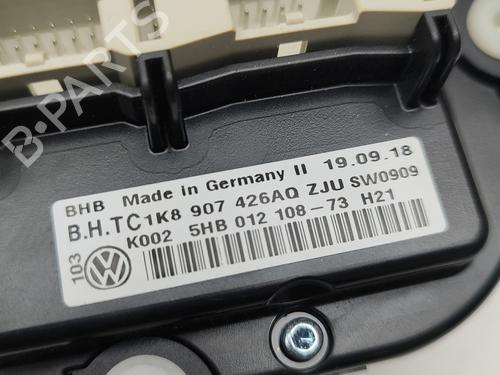 B-PARTS
BHB Made in Germany II 19.09.18
B.H.TC1K8 907 426AQ ZJU SW0909
K002 5HB 012 108-73 H21
103